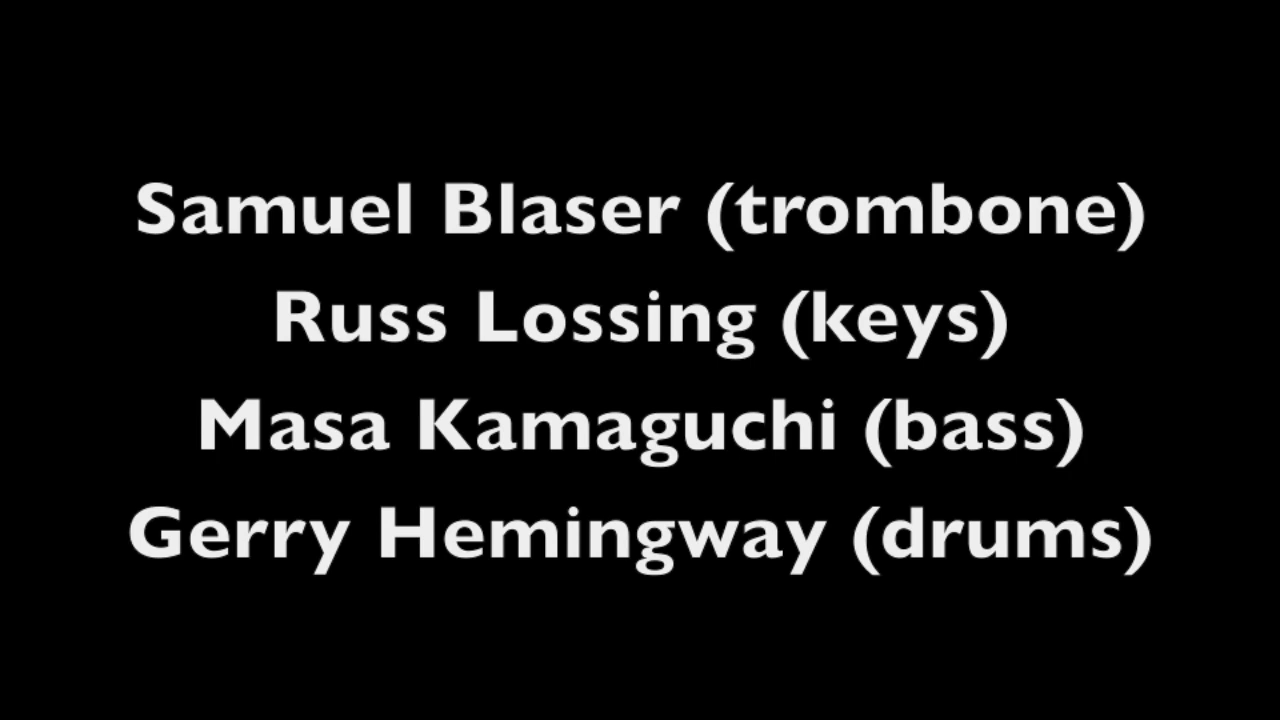 Samuel Blaser (trombone)
Russ Lossing (keys)
Masa Kamaguchi (bass)
Gerry Hemingway (drums)